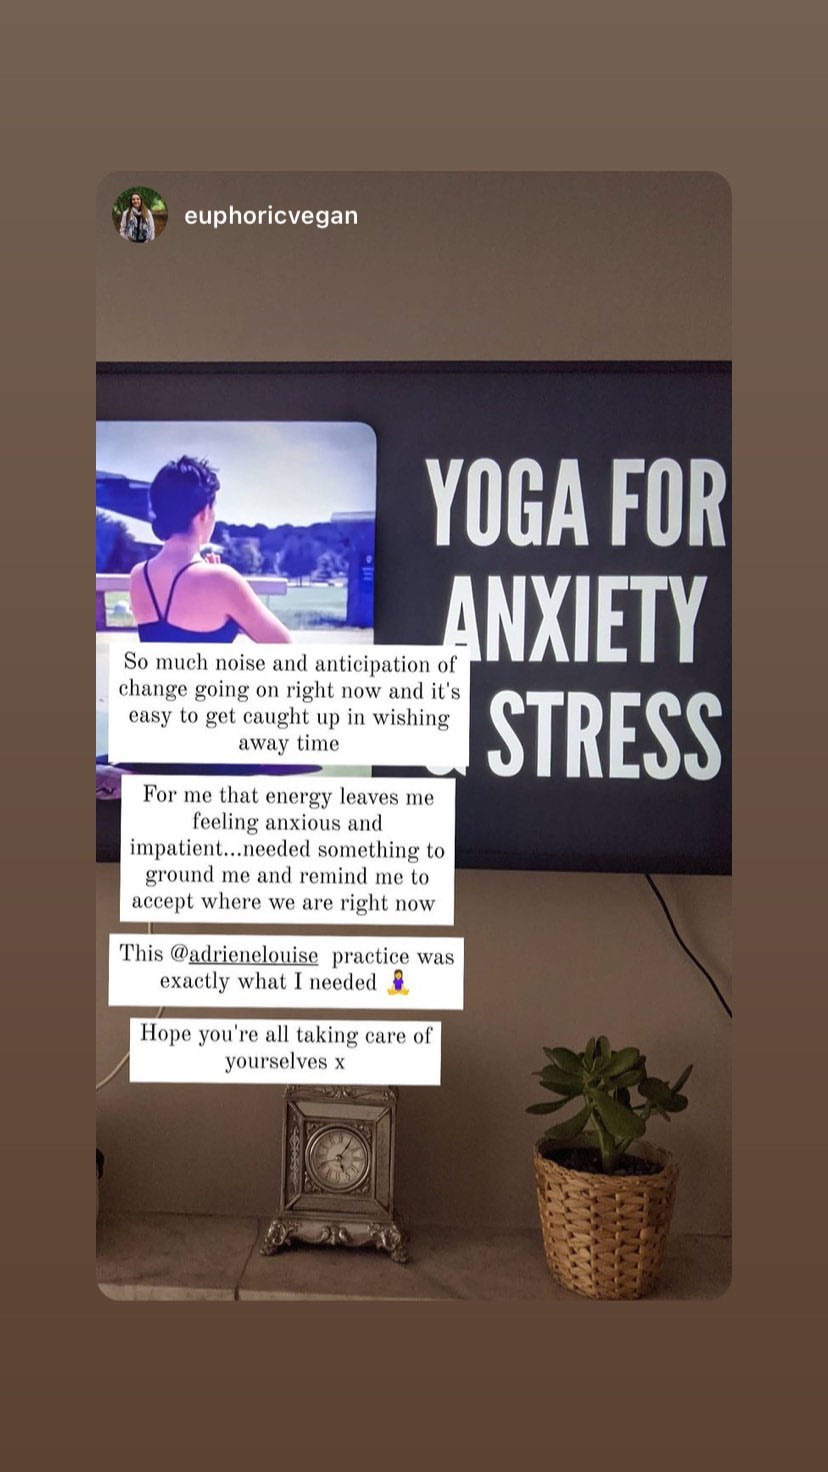 euphoricvegan
YOGA FOR
ANXIETY
& STRESS
So much noise and anticipation of
change going on right now and it's
easy to get caught up in wishing
away time
For me that energy leaves me
feeling anxious and
impatient...needed something to
ground me and remind me to
accept where we are right now
This @adrienelouise practice was
exactly what I needed 🧘‍♀️
Hope you're all taking care of
yourselves x